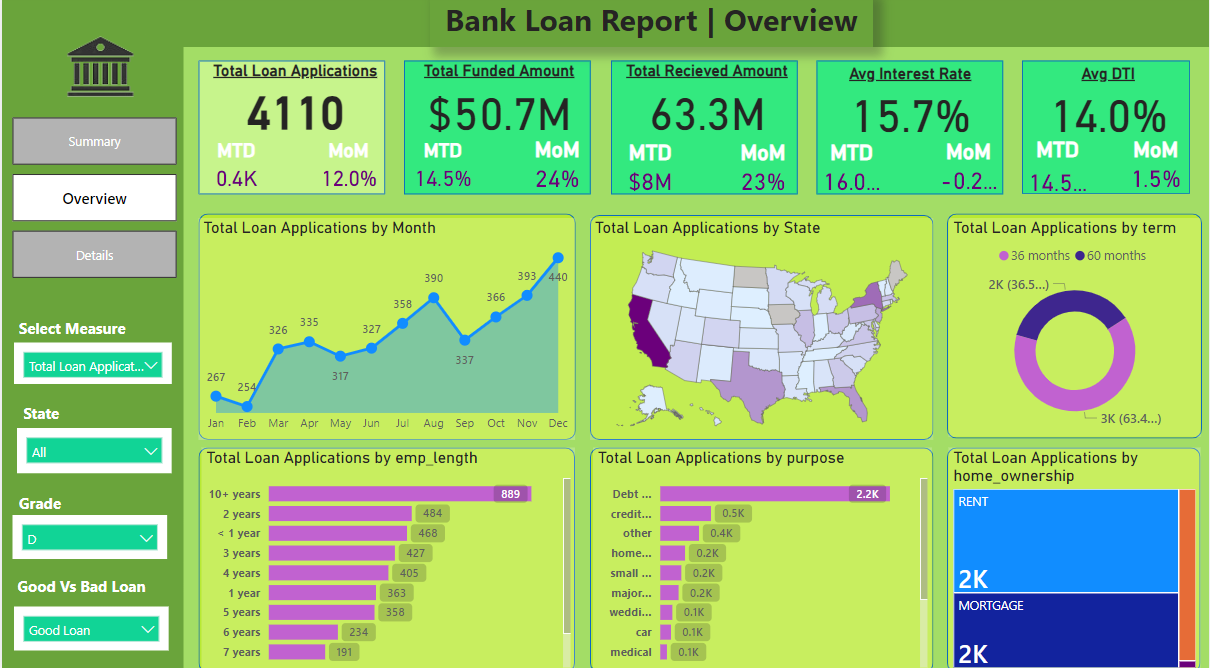 Bank Loan Report | Overview
Summary
Overview
Details
Select Measure
Total Loan Applicat...
State
All
Grade
D
Good Vs Bad Loan
Good Loan
Total Loan Applications
4110
MTD MoM
0.4K 12.0%
Total Funded Amount
$50.7M
MTD MoM
14.5% 24%
Total Recieved Amount
63.3M
MTD MoM
$8M 23%
Avg Interest Rate
15.7%
MTD MoM
16.0... -0.2...
Avg DTI
14.0%
MTD MoM
14.5... 1.5%
Total Loan Applications by Month
267
254
326
335
317
327
358
390
337
366
393
440
Jan Feb Mar Apr May Jun Jul Aug Sep Oct Nov Dec
Total Loan Applications by State
Total Loan Applications by term
36 months 60 months
2K (36.5...)
3K (63.4...)
Total Loan Applications by emp_length
10+ years 889
2 years 484
< 1 year 468
3 years 427
4 years 405
1 year 363
5 years 358
6 years 234
7 years 191
Total Loan Applications by purpose
Debt ... 2.2K
credit... 0.5K
other 0.4K
home... 0.2K
small ... 0.2K
major... 0.2K
weddi... 0.1K
car 0.1K
medical 0.1K
Total Loan Applications by
home_ownership
RENT
2K
MORTGAGE
2K